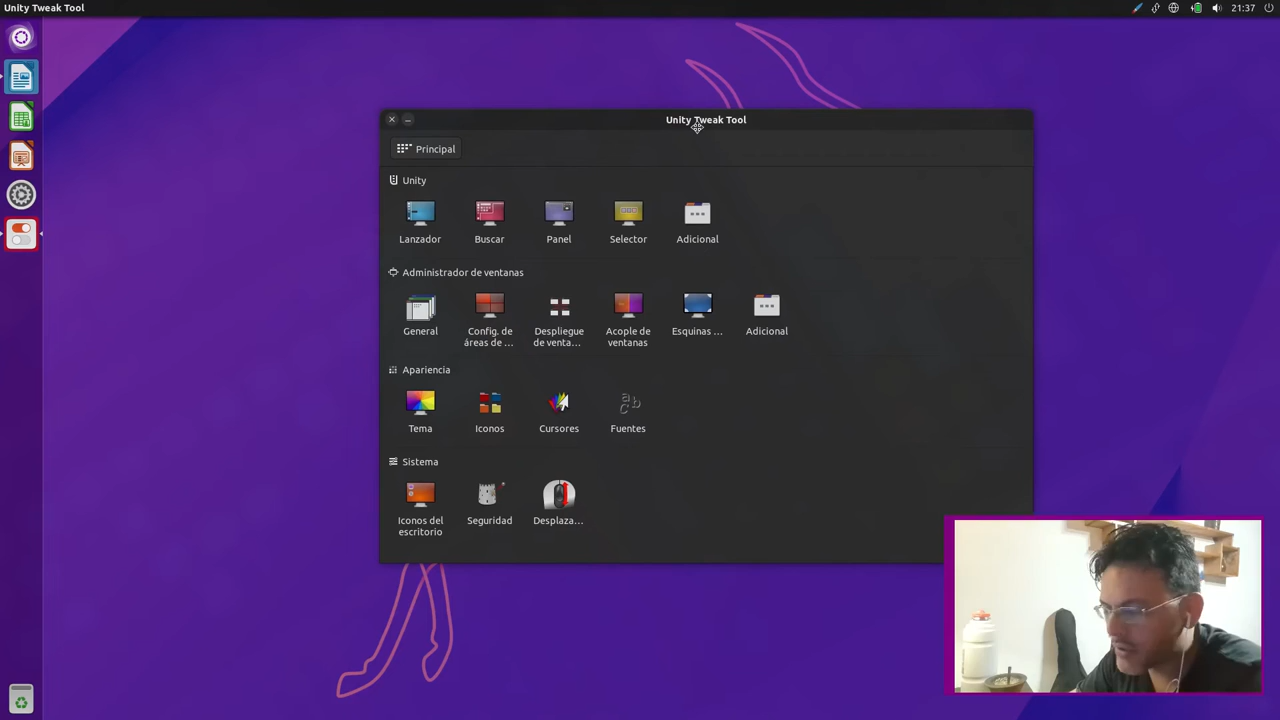 Unity Tweak Tool
21:37
Unity Tweak Tool
Principal
Unity
Lanzador
Buscar
Panel
Selector
Adicional
Administrador de ventanas
General
Config. de
áreas de ...
Despliegue
de venta...
Acople de
ventanas
Esquinas ...
Adicional
Apariencia
Tema
Iconos
Cursores
Fuentes
Sistema
Iconos del
escritorio
Seguridad
Desplaza...